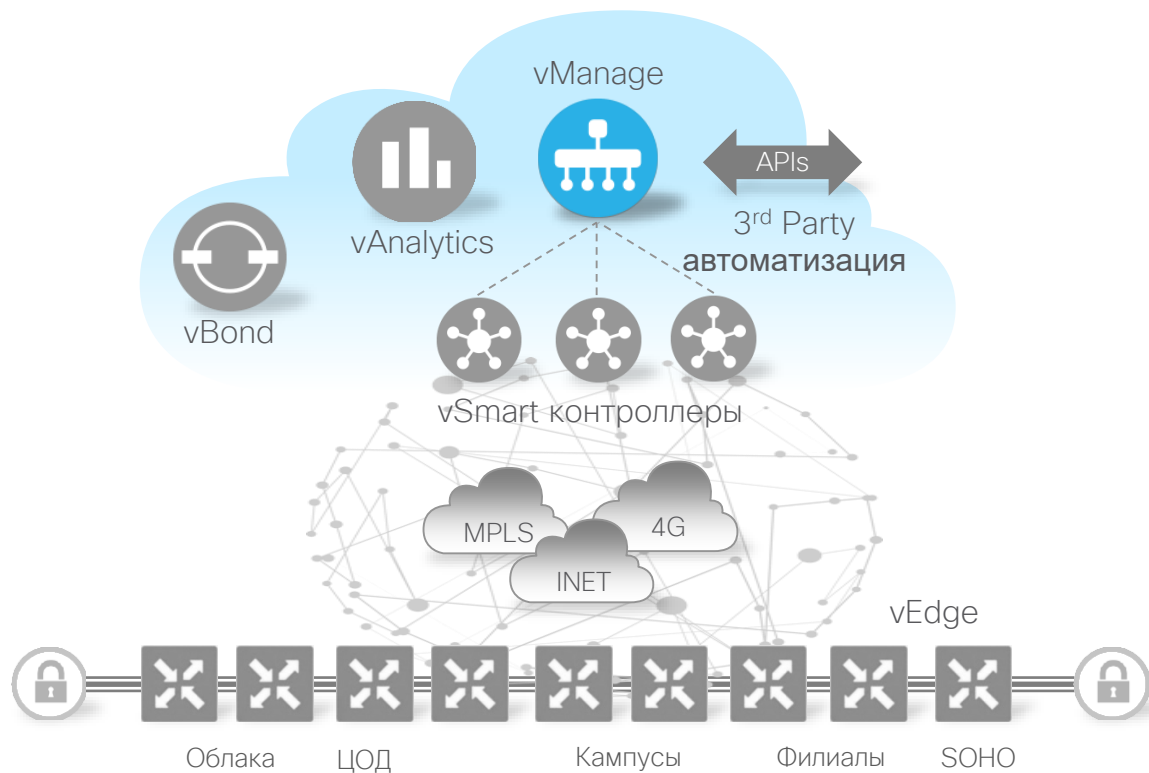 vManage
APIs
vAnalytics
3rd Party
автоматизация
vBond
vSmart контроллеры
MPLS
4G
INET
vEdge
Облака
ЦОД
Кампусы
Филиалы
SOHO